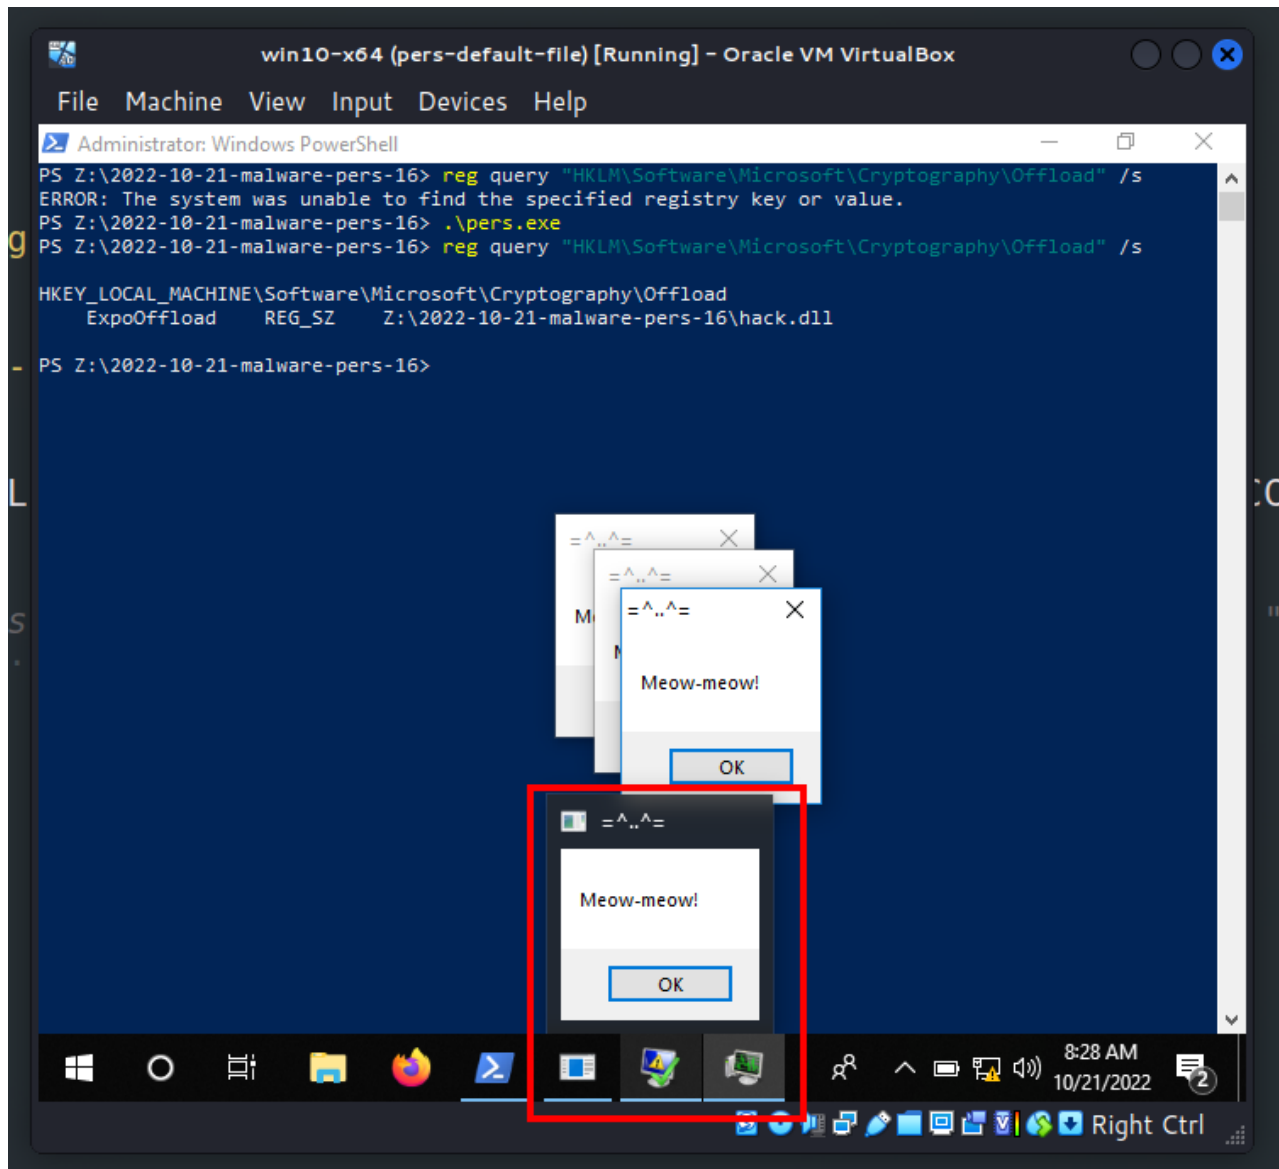 win10-x64 (pers-default-file) [Running] - Oracle VM VirtualBox
File Machine View Input Devices Help
Administrator: Windows PowerShell
PS Z:\2022-10-21-malware-pers-16> reg query "HKLM\Software\Microsoft\Cryptography\Offload" /s
ERROR: The system was unable to find the specified registry key or value.
PS Z:\2022-10-21-malware-pers-16> .\pers.exe
PS Z:\2022-10-21-malware-pers-16> reg query "HKLM\Software\Microsoft\Cryptography\Offload" /s
HKEY_LOCAL_MACHINE\Software\Microsoft\Cryptography\Offload
ExpoOffload REG_SZ Z:\2022-10-21-malware-pers-16\hack.dll
PS Z:\2022-10-21-malware-pers-16>
=^..^=
=^..^=
=^..^=
Meow-meow!
OK
=^..^=
Meow-meow!
OK
8:28 AM
10/21/2022
2
Right Ctrl